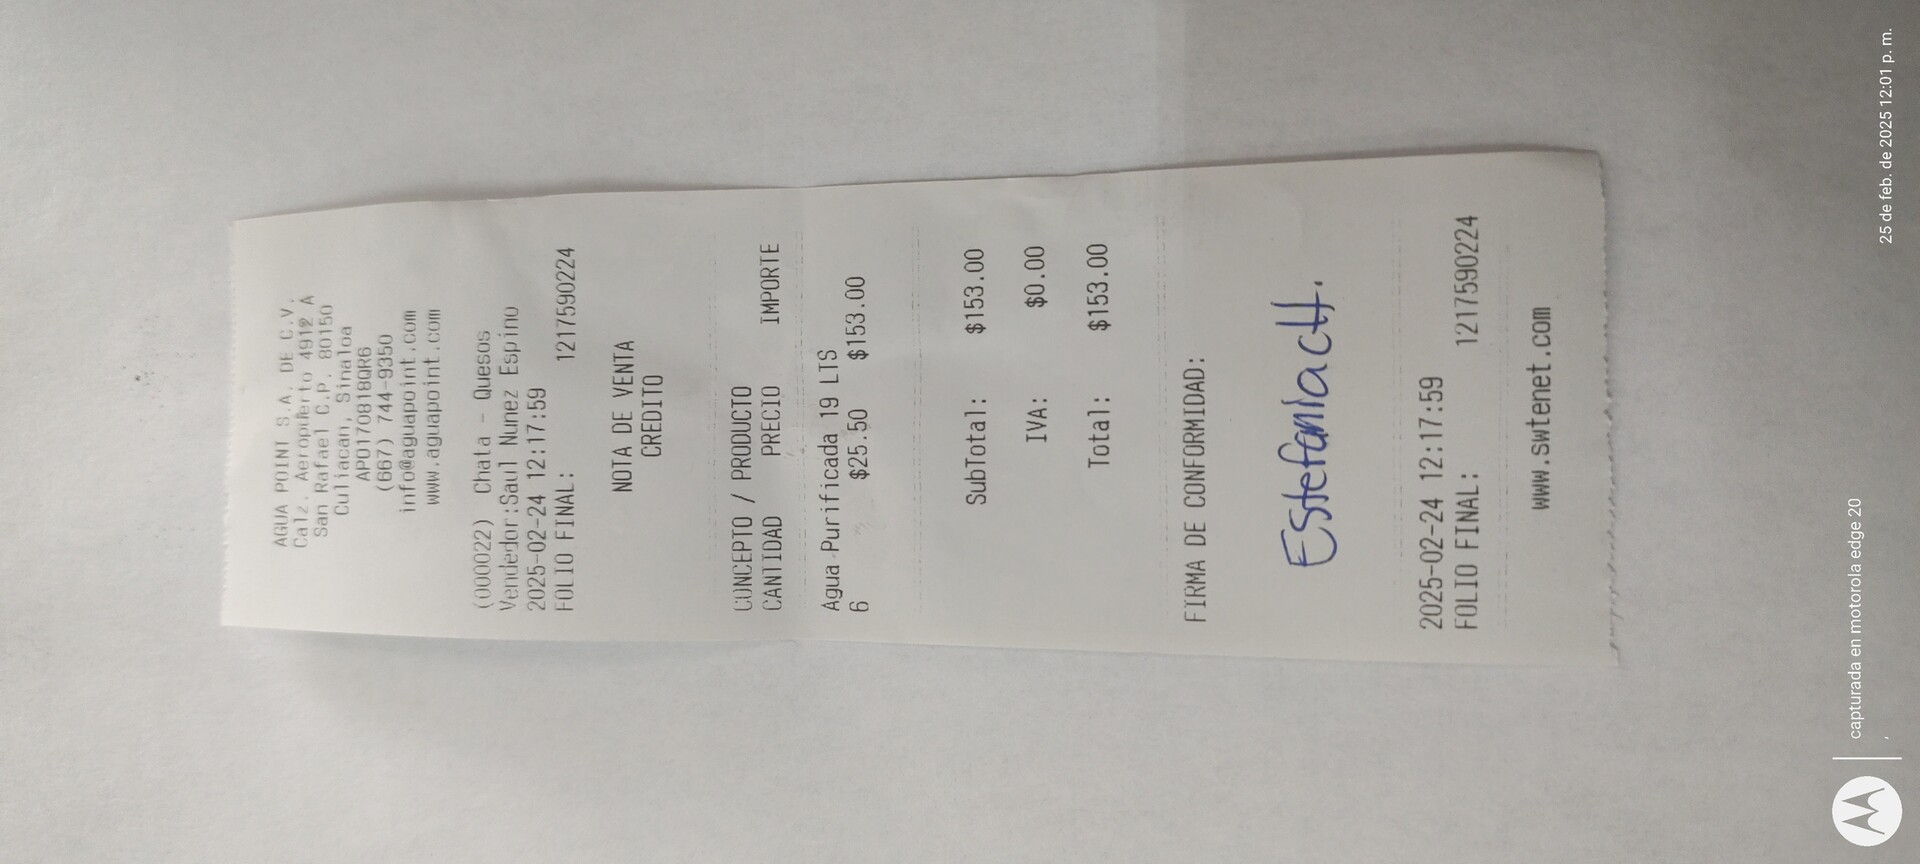 AGUA POINT S.A. DE C.V.
Calz. Aeropuerto 4912 A
San Rafael C.P. 80150
Culiacan, Sinaloa
APO170818QR6
(667) 744-9350
info@aguapoint.com
www.aguapoint.com
(000022) Chata - Quesos
Vendedor:Saul Nunez Espino
2025-02-24 12:17:59
FOLIO FINAL: 1217590224
NOTA DE VENTA
CREDITO
CONCEPTO / PRODUCTO
CANTIDAD PRECIO IMPORTE
Agua Purificada 19 LTS
6 $25.50 $153.00
SubTotal: $153.00
IVA: $0.00
Total: $153.00
FIRMA DE CONFORMIDAD:
Estefania CH.
2025-02-24 12:17:59
FOLIO FINAL: 1217590224
www.swtenet.com
capturada en motorola edge 20
,
25 de feb. de 2025 12:01 p. m.